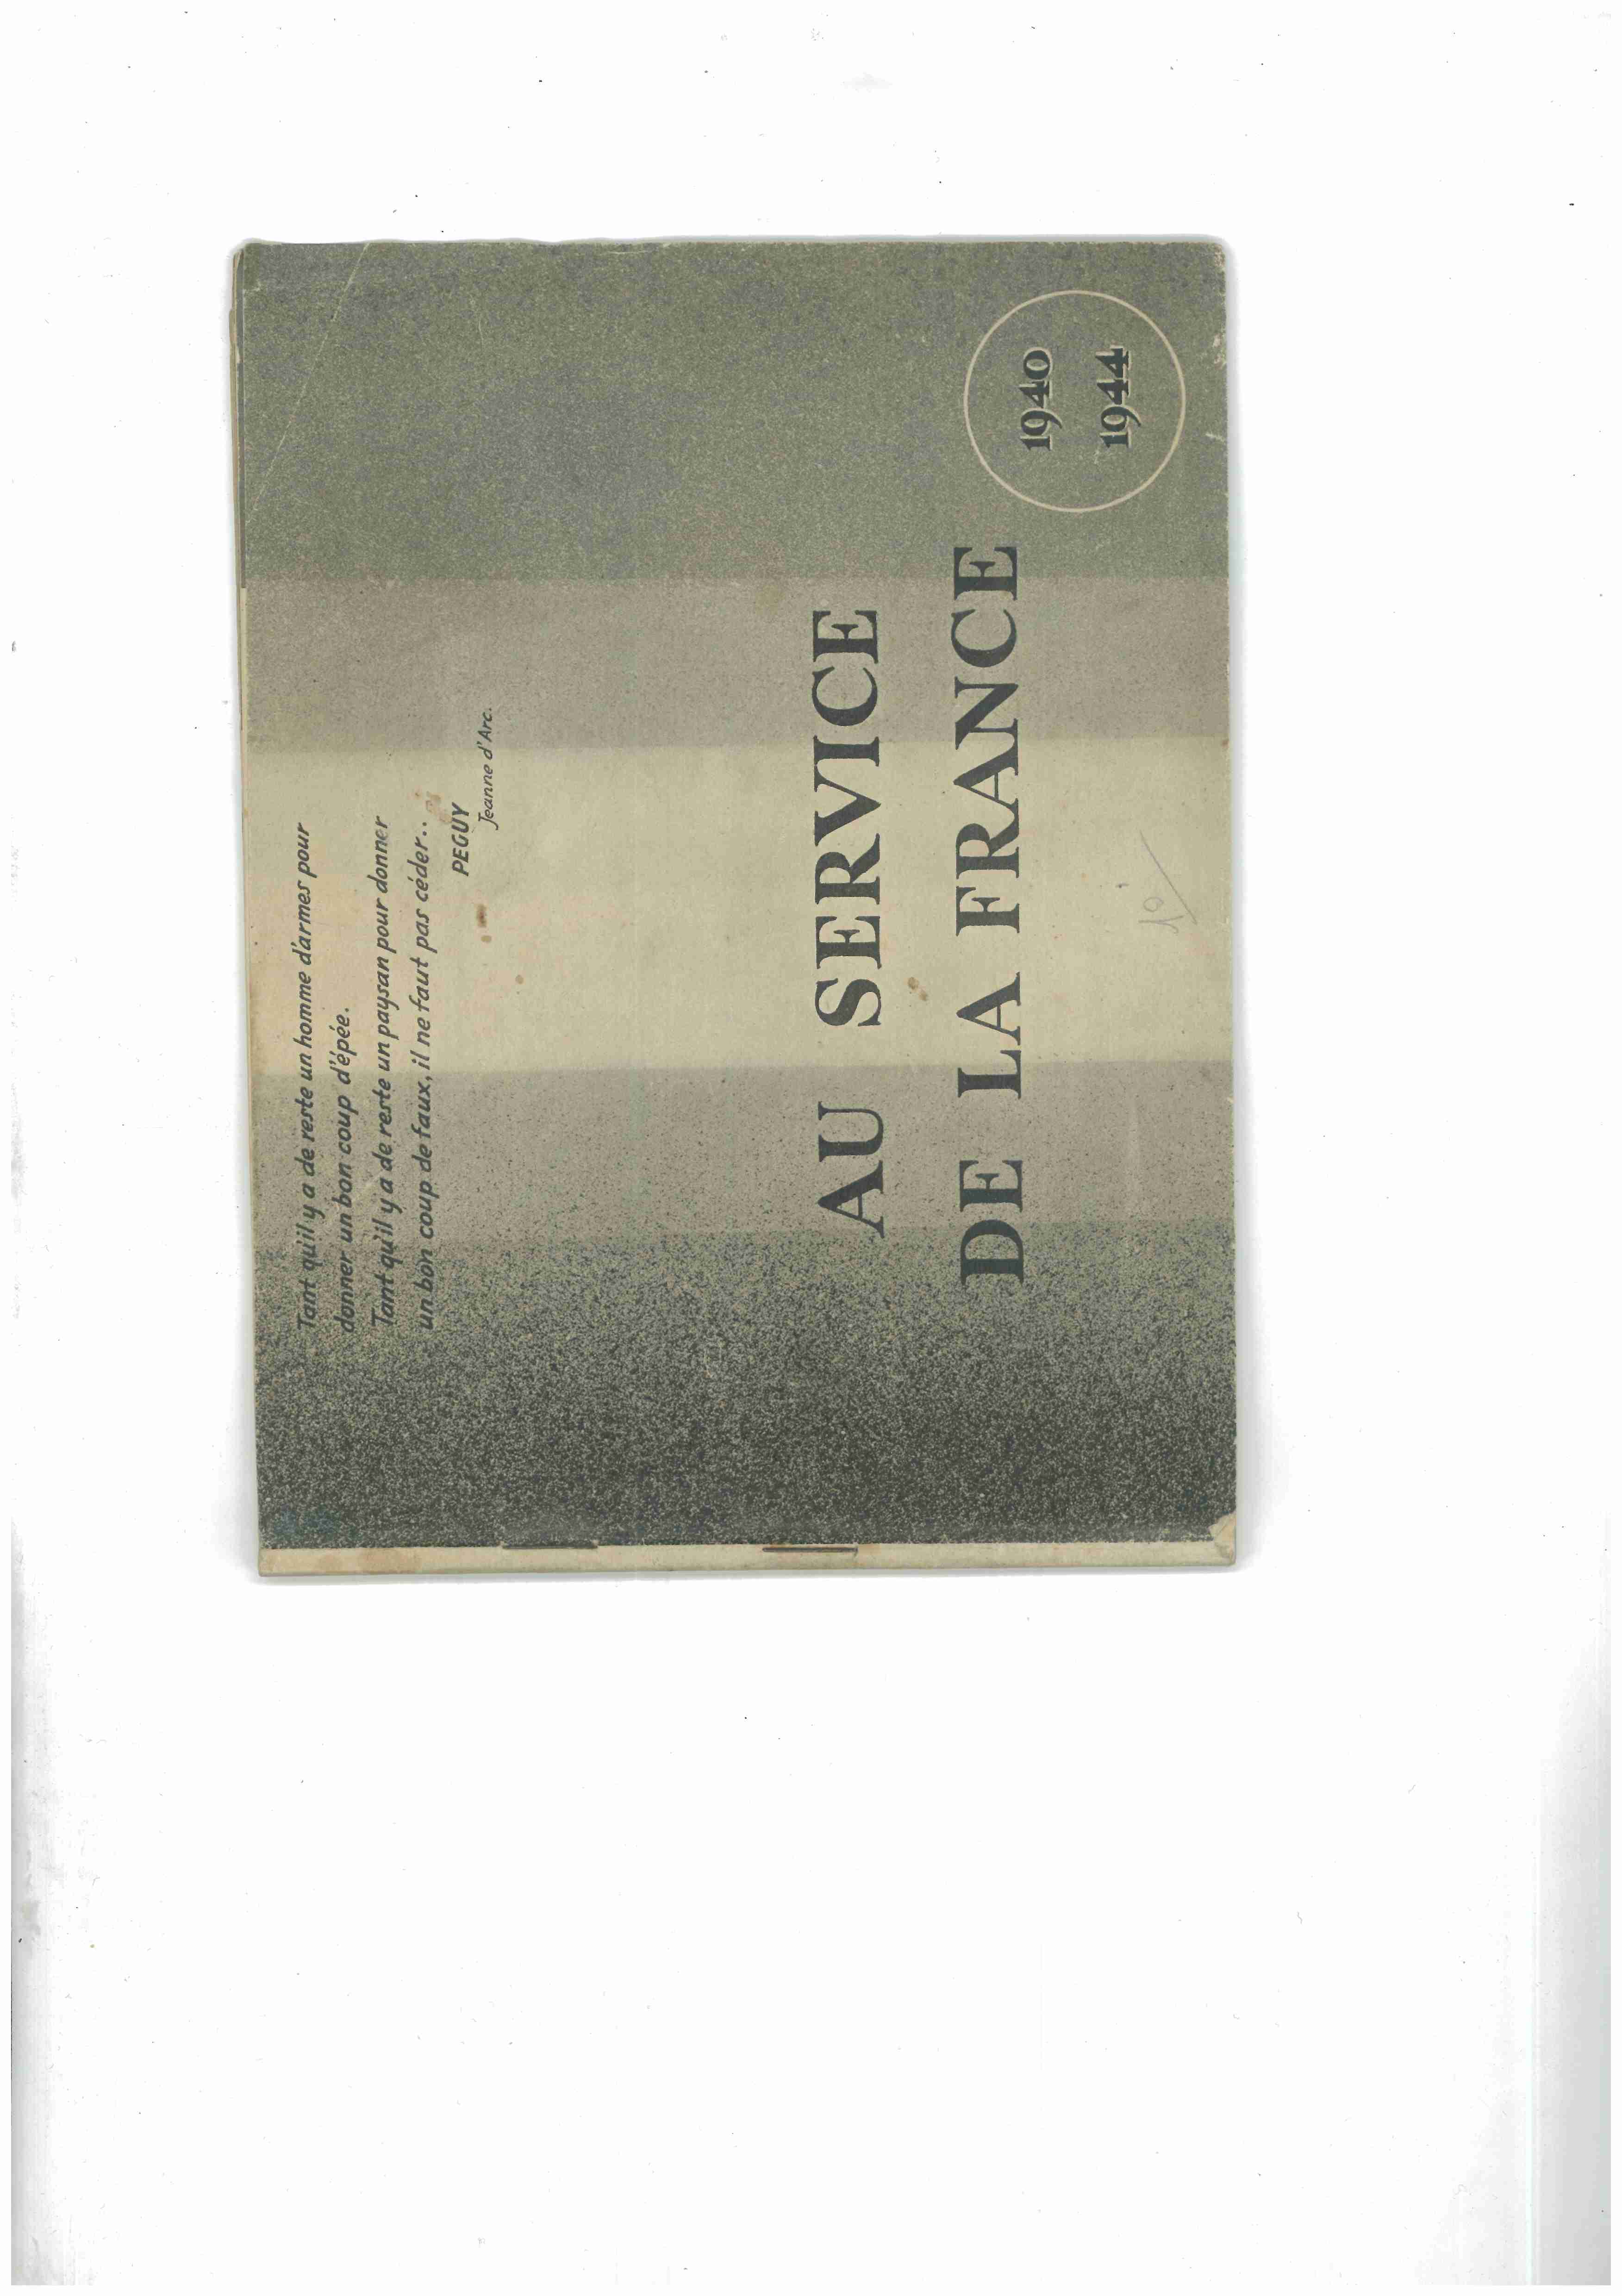 Tant qu'il y a de reste un homme d'armes pour
donner un bon coup d'épée.
Tant qu'il y a de reste un paysan pour donner
un bon coup de faux, il ne faut pas céder..
PEGUY
Jeanne d'Arc.
AU SERVICE
DE LA FRANCE
1940
1944